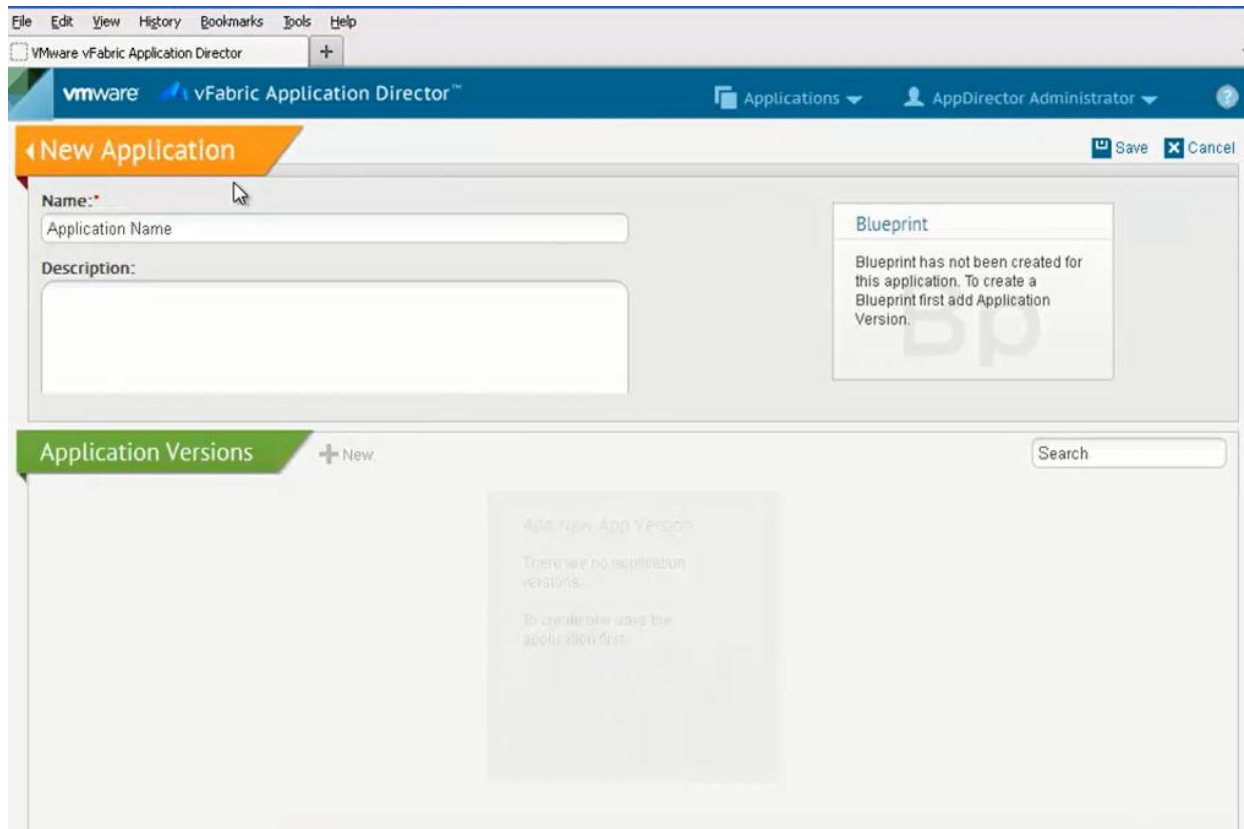 File Edit View History Bookmarks Tools Help
VMware vFabric Application Director +
vmware vFabric Application Director™ Applications AppDirector Administrator ?
New Application Save Cancel
Name:*
Application Name
Description:
Blueprint
Blueprint has not been created for
this application. To create a
Blueprint first add Application
Version.
Bp
Application Versions + New Search
Add New App Version
There are no application
versions.
To create one save the
application first.